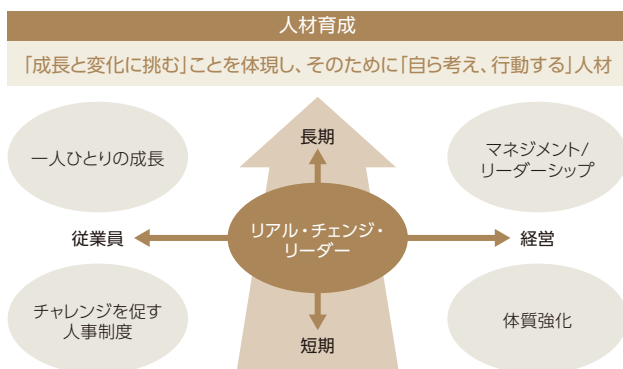 人材育成
「成長と変化に挑む」ことを体現し、そのために「自ら考え、行動する」人材
長期
一人ひとりの成長
マネジメント/
リーダーシップ
従業員
リアル・チェンジ・
リーダー
経営
チャレンジを促す
人事制度
体質強化
短期